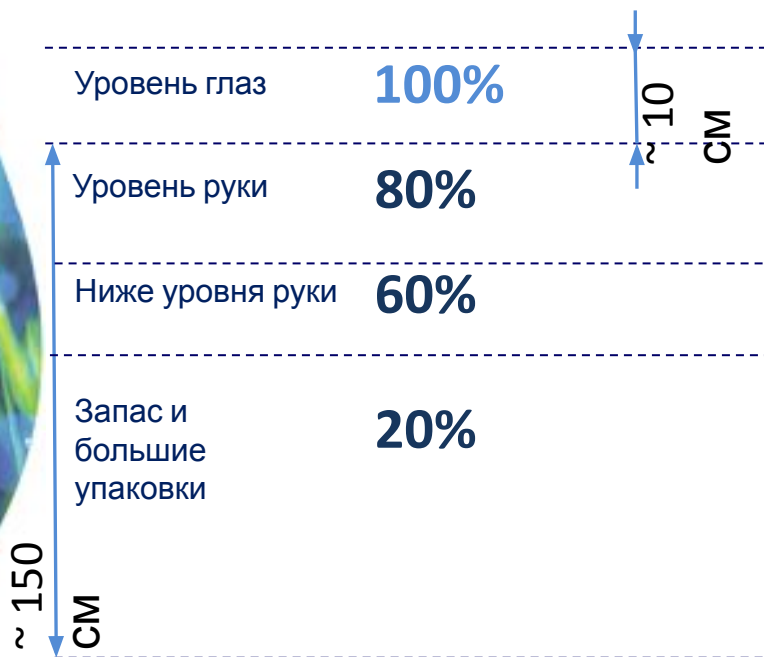 Уровень глаз
100%
~ 10
см
Уровень руки
80%
Ниже уровня руки
60%
Запас и
большие
упаковки
20%
~ 150
см